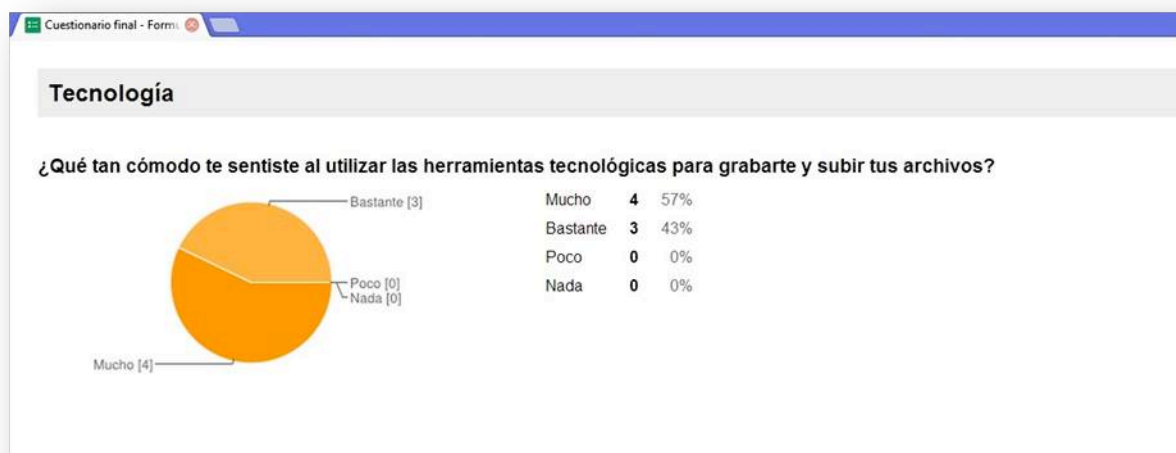 Cuestionario final - Formu
Tecnología
¿Qué tan cómodo te sentiste al utilizar las herramientas tecnológicas para grabarte y subir tus archivos?
Bastante [3]
Poco [0]
Nada [0]
Mucho [4]
Mucho 4 57%
Bastante 3 43%
Poco 0 0%
Nada 0 0%